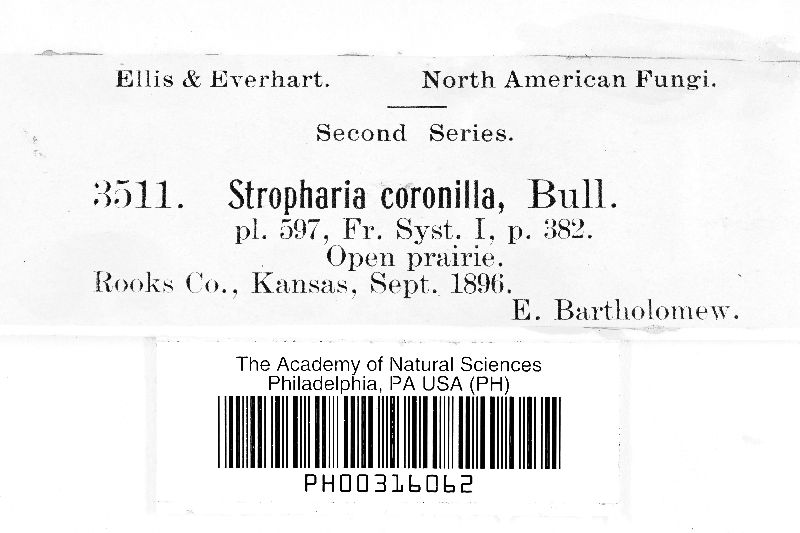 Ellis & Everhart. North American Fungi.
Second Series.
3511. Stropharia coronilla, Bull.
pl. 597, Fr. Syst. I, p. 382.
Open prairie.
Rooks Co., Kansas, Sept. 1896.
E. Bartholomew.
The Academy of Natural Sciences
Philadelphia, PA USA (PH)
PH00316062